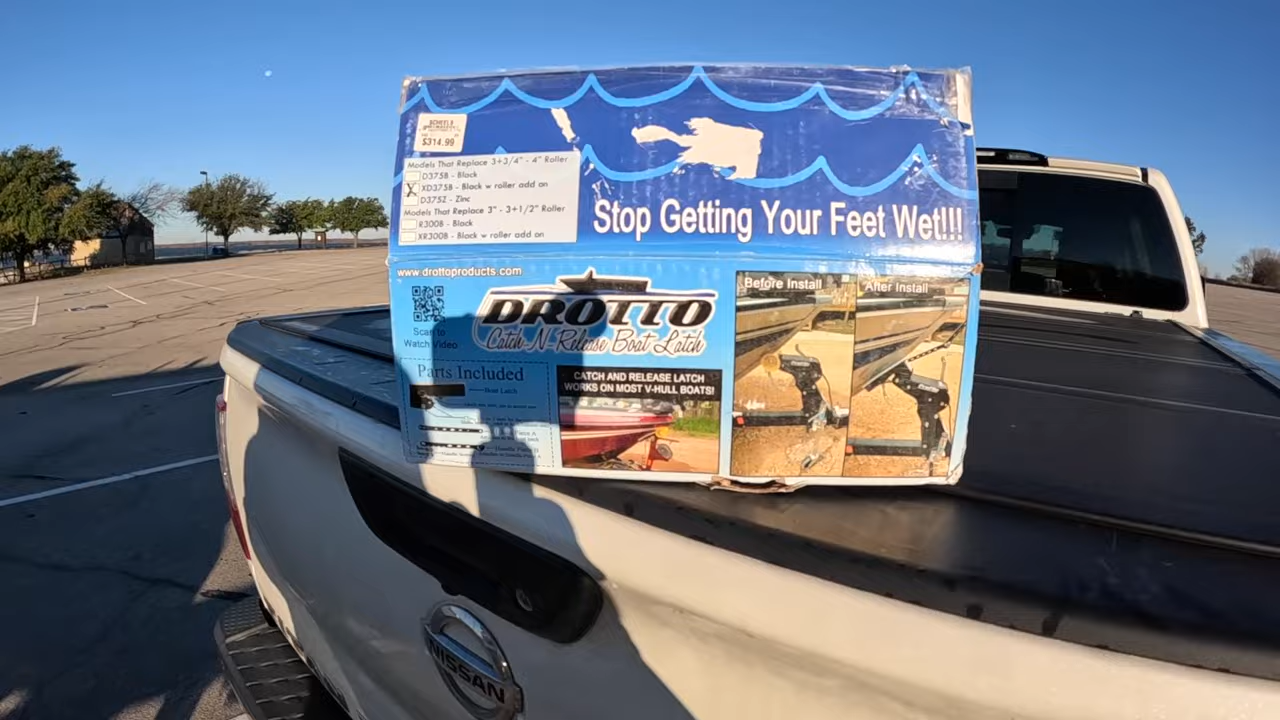 SCHEELS
$314.99
Models That Replace 3+3/4" - 4" Roller
D375B - Black
XD375B - Black w roller add on
D375Z - Zinc
Models That Replace 3" - 3+1/2" Roller
R300B - Black
XR300B - Black w roller add on
Stop Getting Your Feet Wet!!!
www.drottoproducts.com
Scan to
Watch Video
DROTTO
Catch-N-Release Boat Latch
Before Install
After Install
Parts Included
Boat Latch
CATCH AND RELEASE LATCH
WORKS ON MOST V-HULL BOATS!
NISSAN